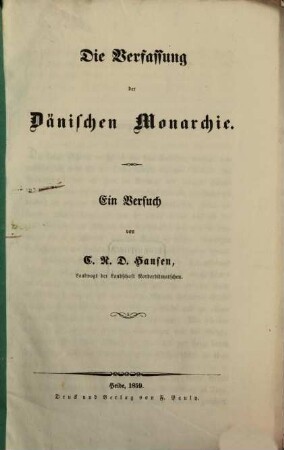 Die Verfassung
der
Dänischen Monarchie.
Ein Versuch
von
C. N. D. Hansen,
Landvogt der Landschaft Norderdithmarschen.
Heide, 1859.
Druck und Verlag von F. Pauly.